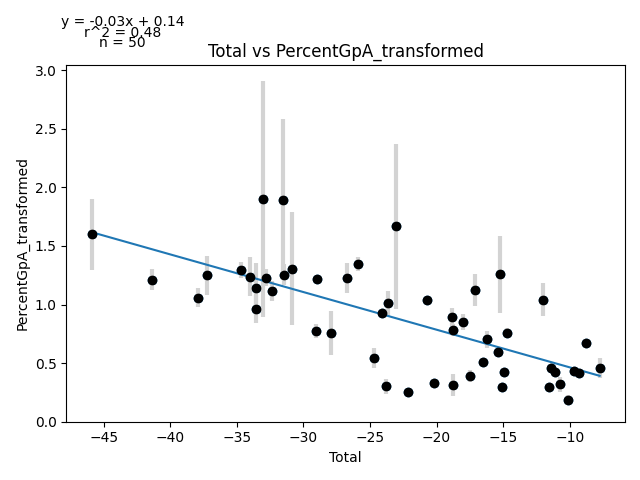 y = -0.03x + 0.14
r^2 = 0.48
n = 50
Total vs PercentGpA_transformed
PercentGpA_transformed
3.0
2.5
2.0
1.5
1.0
0.5
0.0
−45 −40 −35 −30 −25 −20 −15 −10
Total